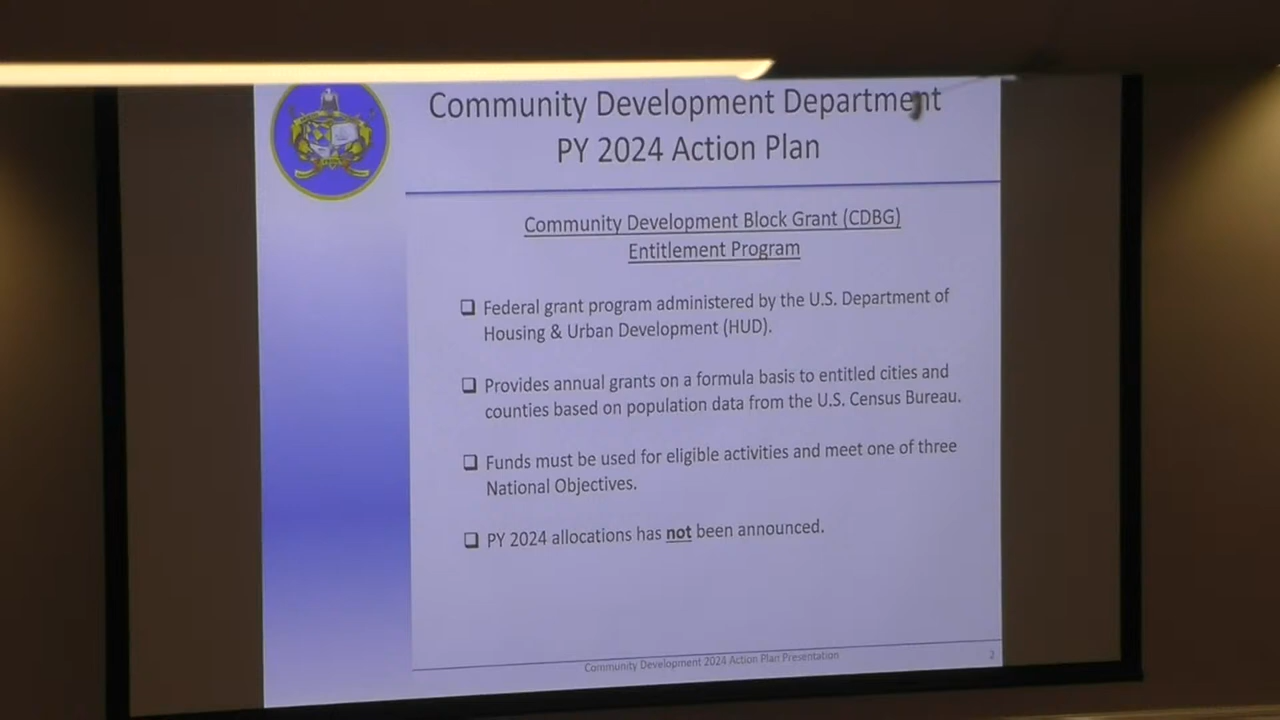 Community Development Department
PY 2024 Action Plan
Community Development Block Grant (CDBG)
Entitlement Program
❑ Federal grant program administered by the U.S. Department of
Housing & Urban Development (HUD).
❑ Provides annual grants on a formula basis to entitled cities and
counties based on population data from the U.S. Census Bureau.
❑ Funds must be used for eligible activities and meet one of three
National Objectives.
❑ PY 2024 allocations has not been announced.
Community Development 2024 Action Plan Presentation
2